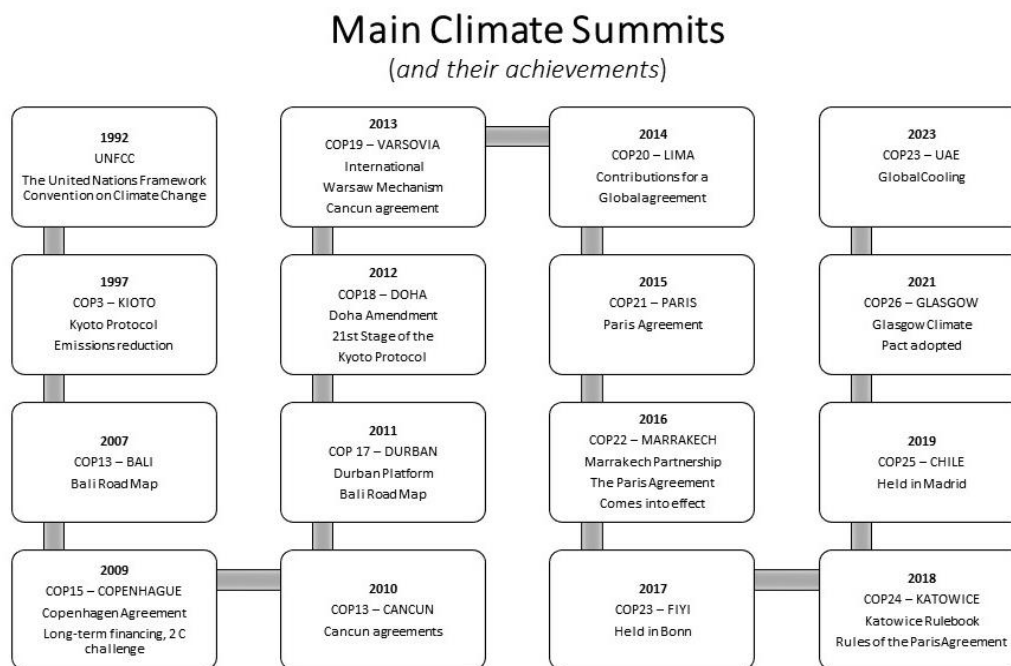 Main Climate Summits
(and their achievements)
1992
UNFCC
The United Nations Framework
Convention on Climate Change
1997
COP3 – KIOTO
Kyoto Protocol
Emissions reduction
2007
COP13 – BALI
Bali Road Map
2009
COP15 – COPENHAGUE
Copenhagen Agreement
Long-term financing, 2 C
challenge
2010
COP13 – CANCUN
Cancun agreements
2011
COP 17 – DURBAN
Durban Platform
Bali Road Map
2012
COP18 – DOHA
Doha Amendment
21st Stage of the
Kyoto Protocol
2013
COP19 – VARSOVIA
International
Warsaw Mechanism
Cancun agreement
2014
COP20 – LIMA
Contributions for a
Global agreement
2015
COP21 – PARIS
Paris Agreement
2016
COP22 – MARRAKECH
Marrakech Partnership
The Paris Agreement
Comes into effect
2017
COP23 – FIYI
Held in Bonn
2018
COP24 – KATOWICE
Katowice Rulebook
Rules of the Paris Agreement
2019
COP25 – CHILE
Held in Madrid
2021
COP26 – GLASGOW
Glasgow Climate
Pact adopted
2023
COP23 – UAE
Global Cooling